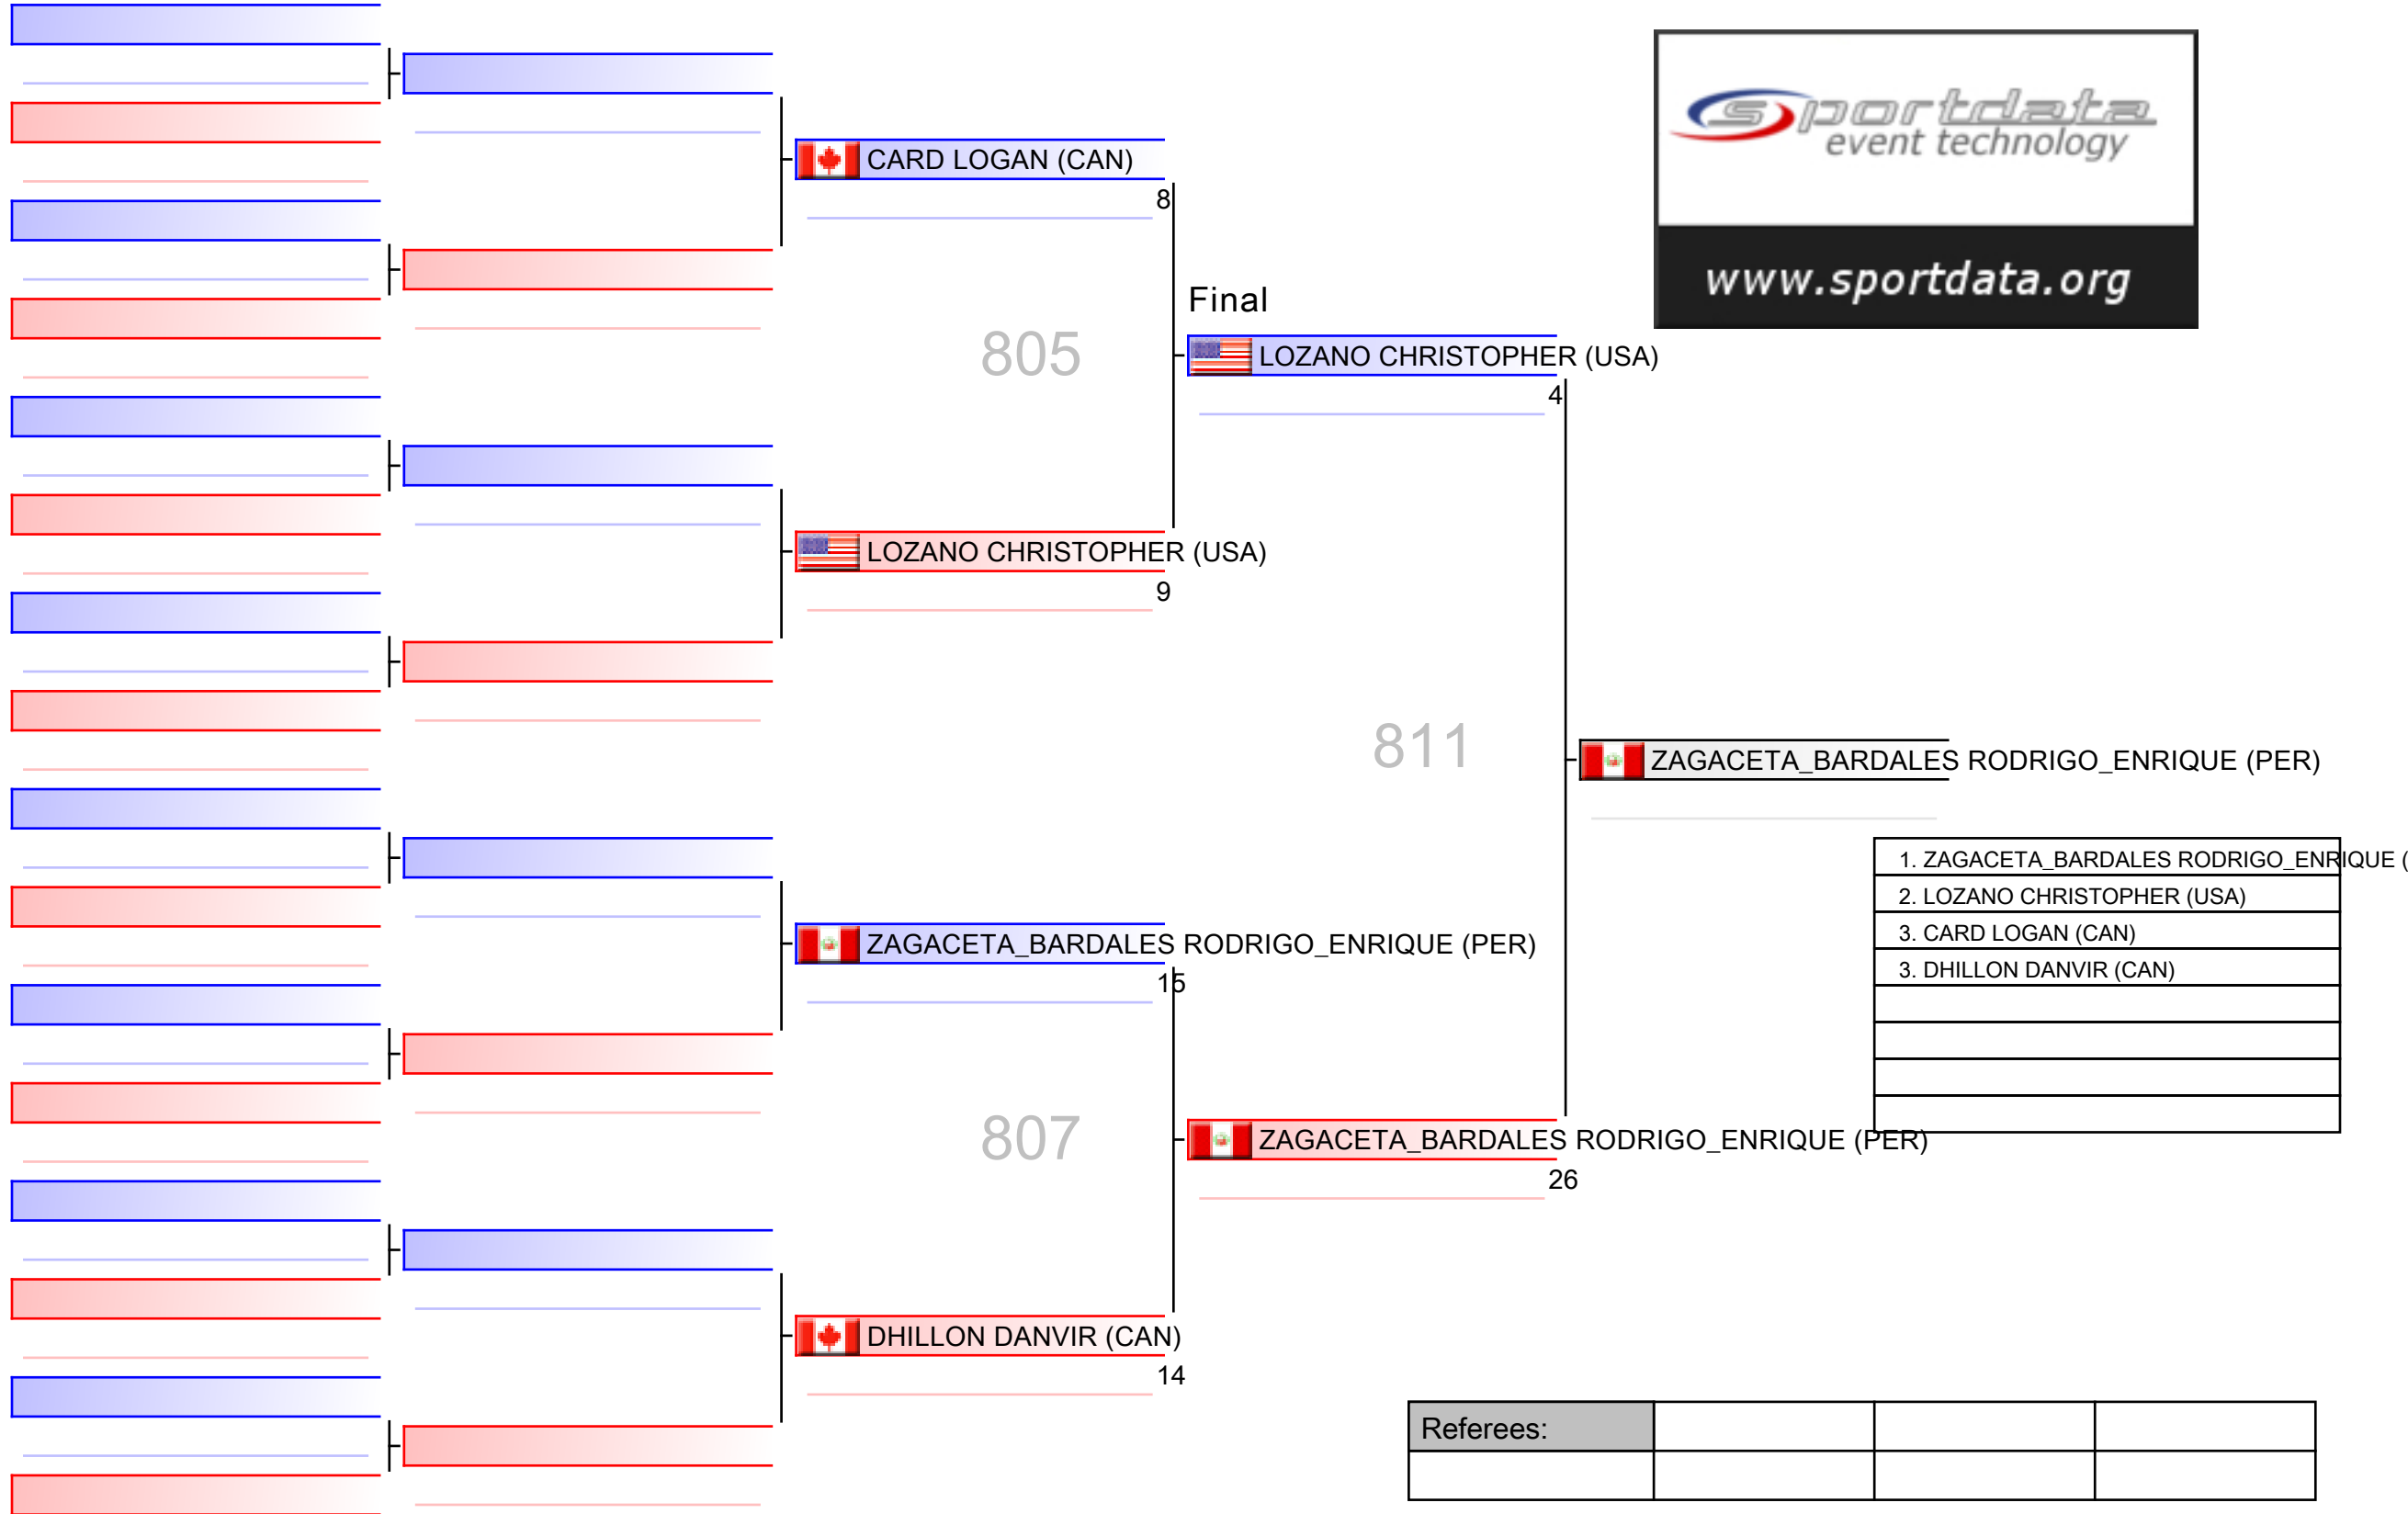 CARD LOGAN (CAN)
8
805
LOZANO CHRISTOPHER (USA)
9
Final
LOZANO CHRISTOPHER (USA)
4
811
ZAGACETA_BARDALES RODRIGO_ENRIQUE (PER)
15
807
DHILLON DANVIR (CAN)
14
ZAGACETA_BARDALES RODRIGO_ENRIQUE (PER)
26
ZAGACETA_BARDALES RODRIGO_ENRIQUE (PER)
sportdata
event technology
www.sportdata.org
1. ZAGACETA_BARDALES RODRIGO_ENRIQUE (
2. LOZANO CHRISTOPHER (USA)
3. CARD LOGAN (CAN)
3. DHILLON DANVIR (CAN)
Referees: